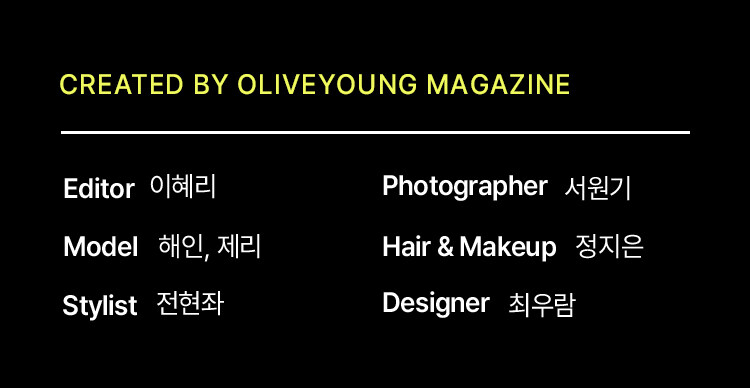 CREATED BY OLIVEYOUNG MAGAZINE
Editor 이혜리
Photographer 서원기
Model 해인, 제리
Hair & Makeup 정지은
Stylist 전현좌
Designer 최우람